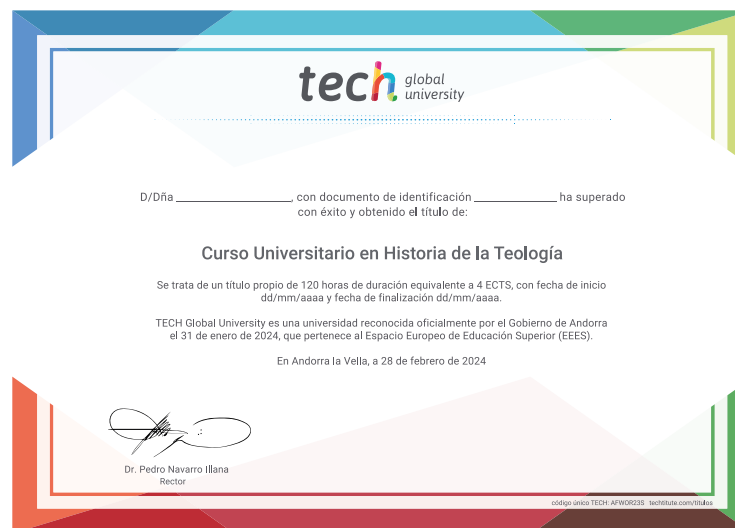 tech global
university
D/Dña ____________________, con documento de identificación ______________ ha superado
con éxito y obtenido el título de:
Curso Universitario en Historia de la Teología
Se trata de un título propio de 120 horas de duración equivalente a 4 ECTS, con fecha de inicio
dd/mm/aaaa y fecha de finalización dd/mm/aaaa.
TECH Global University es una universidad reconocida oficialmente por el Gobierno de Andorra
el 31 de enero de 2024, que pertenece al Espacio Europeo de Educación Superior (EEES).
En Andorra la Vella, a 28 de febrero de 2024
Dr. Pedro Navarro Illana
Rector
código único TECH: AFWOR23S techtitute.com/titulos